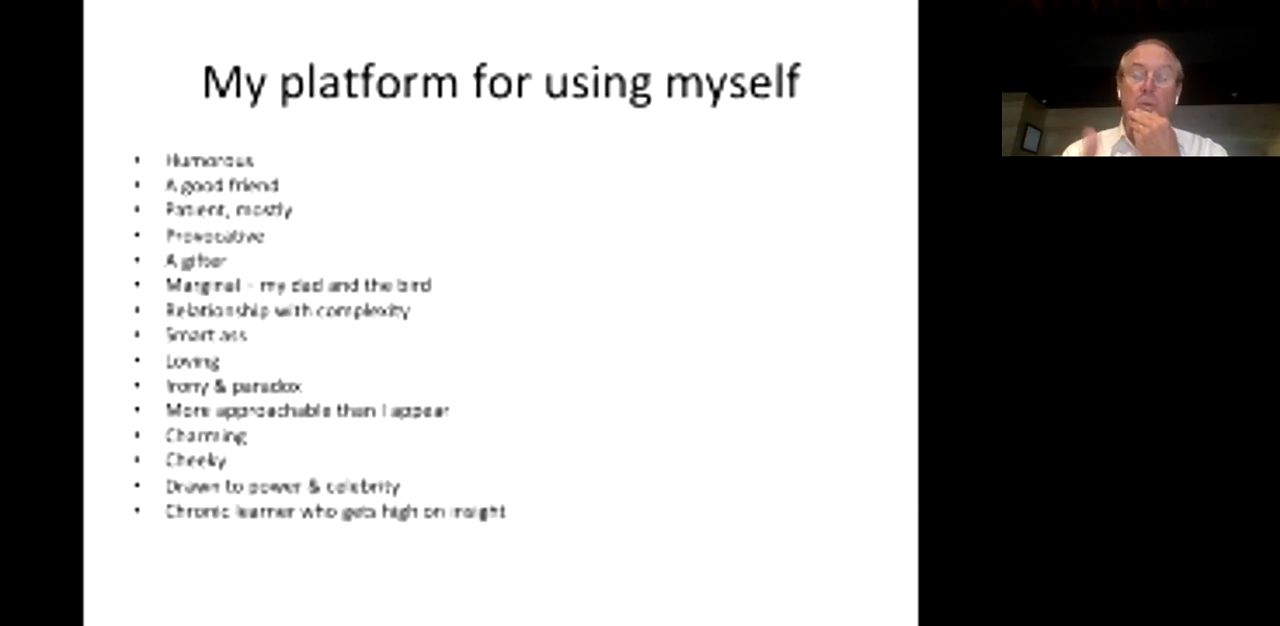 My platform for using myself
• Humorous
• A good friend
• Patient, mostly
• Provocative
• A gifter
• Marginal - my dad and the bird
• Relationship with complexity
• Smart ass
• Loving
• Irony & paradox
• More approachable than I appear
• Charming
• Cheeky
• Drawn to power & celebrity
• Chronic learner who gets high on insight